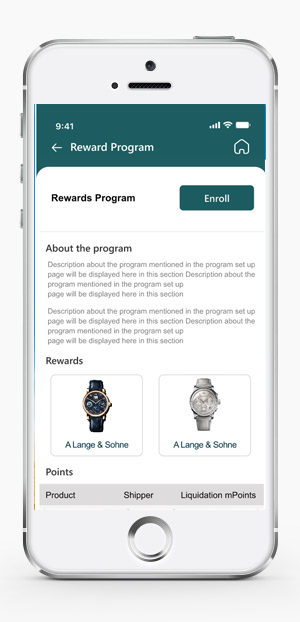 9:41
Reward Program
Rewards Program
Enroll
About the program
Description about the program mentioned in the program set up
page will be displayed here in this section Description about the
program mentioned in the program set up
page will be displayed here in this section
Description about the program mentioned in the program set up
page will be displayed here in this section Description about the
program mentioned in the program set up
page will be displayed here in this section
Rewards
A Lange & Sohne
A Lange & Sohne
Points
Product Shipper Liquidation mPoints